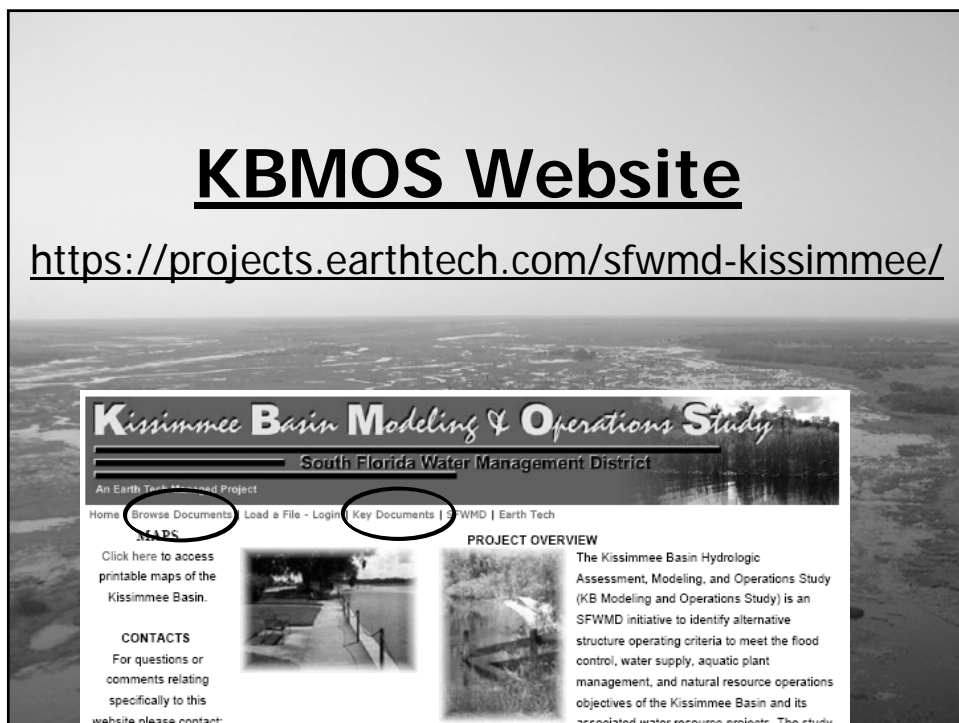 KBMOS Website
https://projects.earthtech.com/sfwmd-kissimmee/
Kissimmee Basin Modeling & Operations Study
South Florida Water Management District
An Earth Tech Managed Project
Home | Browse Documents | Load a File - Login | Key Documents | SFWMD | Earth Tech
MAPS
Click here to access
printable maps of the
Kissimmee Basin.
CONTACTS
For questions or
comments relating
specifically to this
website please contact:
PROJECT OVERVIEW
The Kissimmee Basin Hydrologic
Assessment, Modeling, and Operations Study
(KB Modeling and Operations Study) is an
SFWMD initiative to identify alternative
structure operating criteria to meet the flood
control, water supply, aquatic plant
management, and natural resource operations
objectives of the Kissimmee Basin and its
associated water resource projects. The study